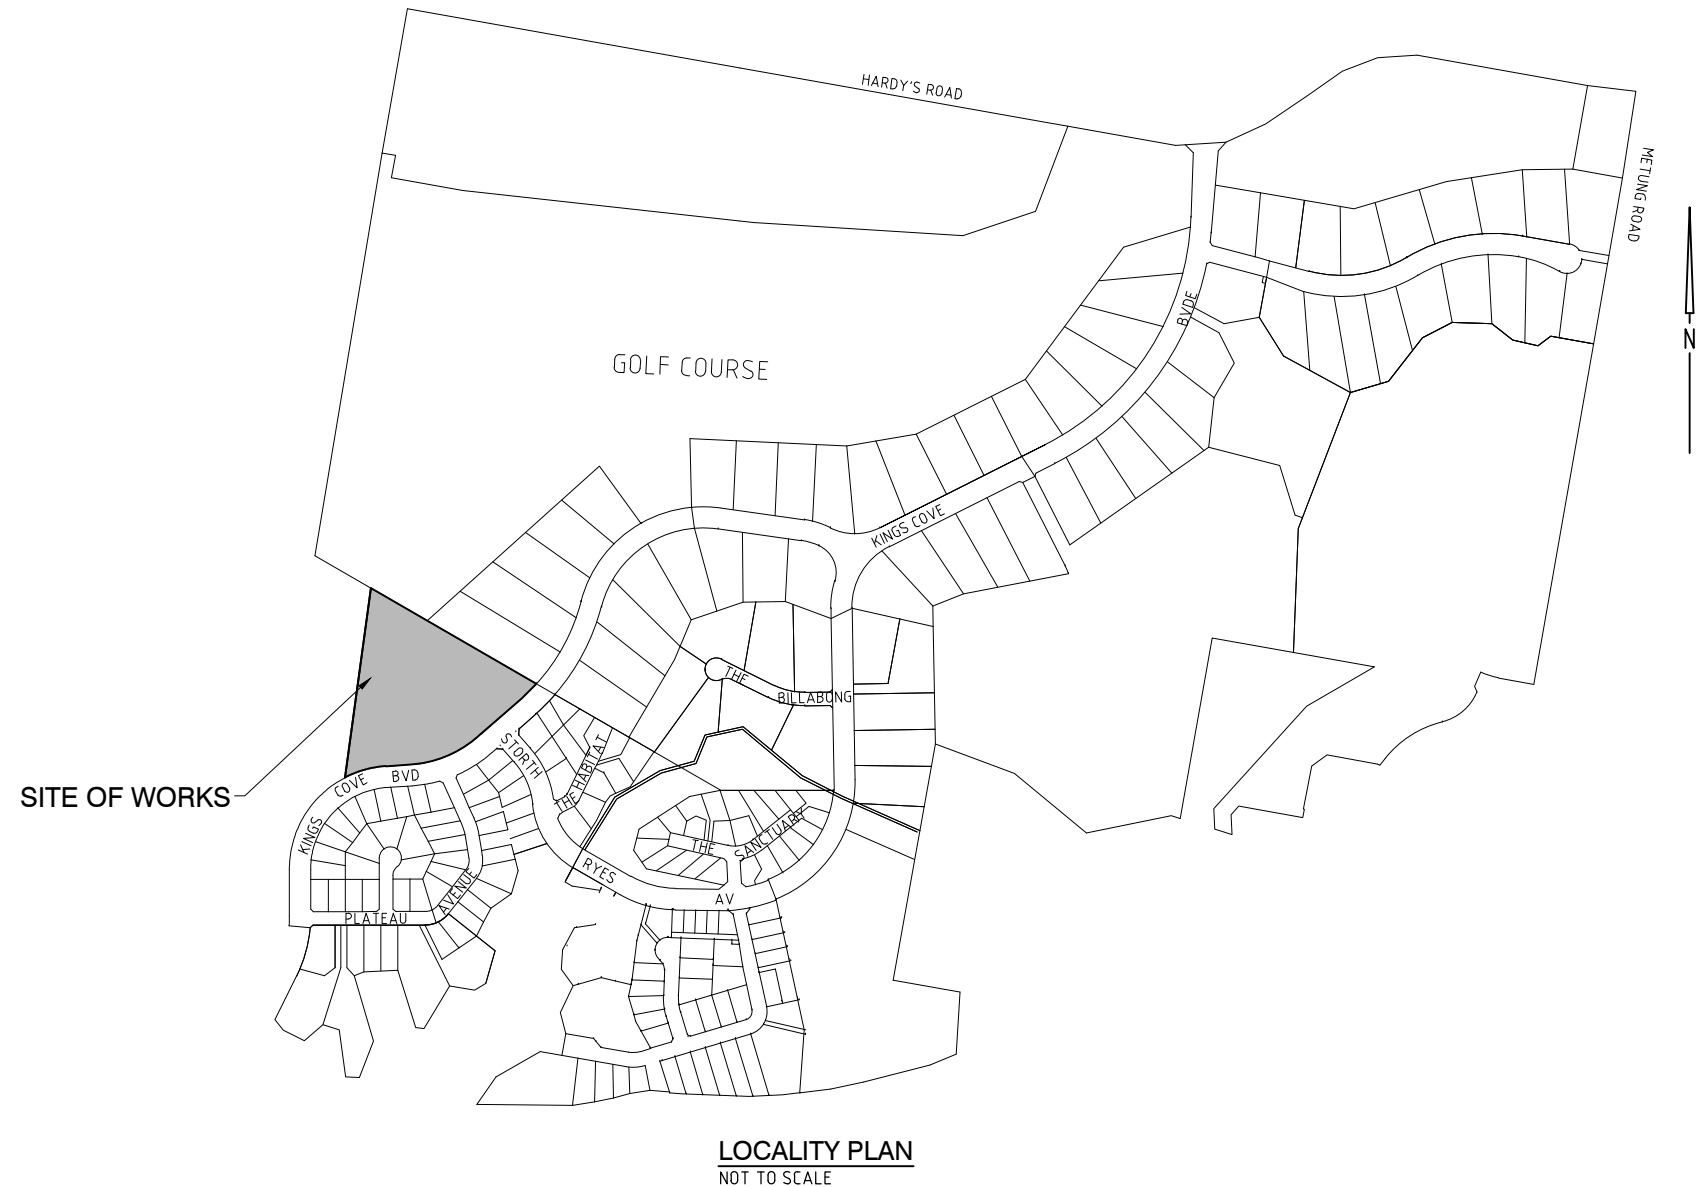 HARDY'S ROAD
METUNG ROAD
N
BVDE
GOLF COURSE
KINGS COVE
THE
BILLABONG
STORTH
THE HABITAT
SITE OF WORKS
KINGS
COVE
BVD
THE
SANCTUARY
RYES
AV
AVENUE
PLATEAU
LOCALITY PLAN
NOT TO SCALE